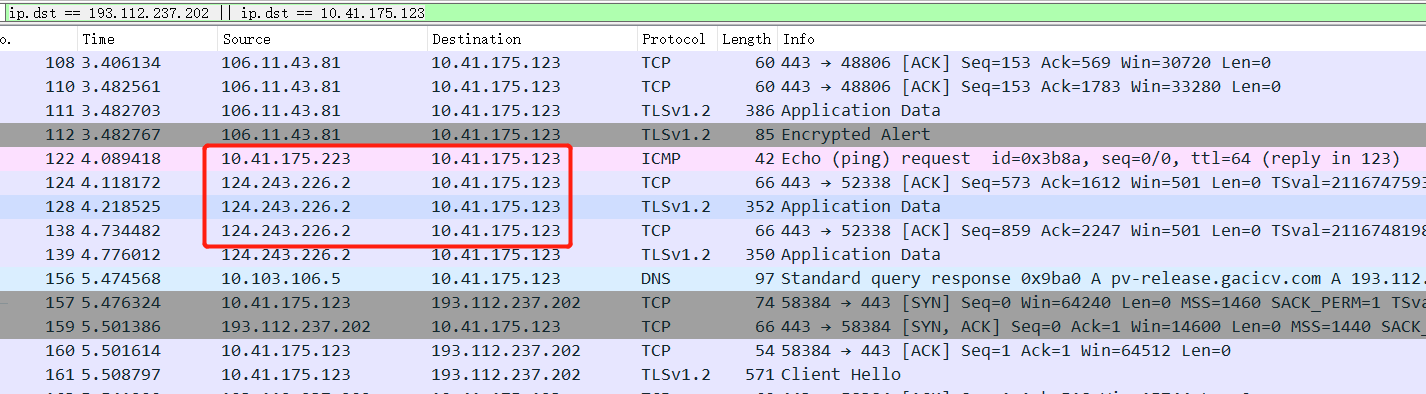 ip.dst == 193.112.237.202 || ip.dst == 10.41.175.123
o. Time Source Destination Protocol Length Info
108 3.406134 106.11.43.81 10.41.175.123 TCP 60 443 → 48806 [ACK] Seq=153 Ack=569 Win=30720 Len=0
110 3.482561 106.11.43.81 10.41.175.123 TCP 60 443 → 48806 [ACK] Seq=153 Ack=1783 Win=33280 Len=0
111 3.482703 106.11.43.81 10.41.175.123 TLSv1.2 386 Application Data
112 3.482767 106.11.43.81 10.41.175.123 TLSv1.2 85 Encrypted Alert
122 4.089418 10.41.175.223 10.41.175.123 ICMP 42 Echo (ping) request id=0x3b8a, seq=0/0, ttl=64 (reply in 123)
124 4.118172 124.243.226.2 10.41.175.123 TCP 66 443 → 52338 [ACK] Seq=573 Ack=1612 Win=501 Len=0 TSval=2116747593
128 4.218525 124.243.226.2 10.41.175.123 TLSv1.2 352 Application Data
138 4.734482 124.243.226.2 10.41.175.123 TCP 66 443 → 52338 [ACK] Seq=859 Ack=2247 Win=501 Len=0 TSval=2116748198
139 4.776012 124.243.226.2 10.41.175.123 TLSv1.2 350 Application Data
156 5.474568 10.103.106.5 10.41.175.123 DNS 97 Standard query response 0x9ba0 A pv-release.gacicv.com A 193.112.
157 5.476324 10.41.175.123 193.112.237.202 TCP 74 58384 → 443 [SYN] Seq=0 Win=64240 Len=0 MSS=1460 SACK_PERM=1 TSv
159 5.501386 193.112.237.202 10.41.175.123 TCP 66 443 → 58384 [SYN, ACK] Seq=0 Ack=1 Win=14600 Len=0 MSS=1440 SACK_
160 5.501614 10.41.175.123 193.112.237.202 TCP 54 58384 → 443 [ACK] Seq=1 Ack=1 Win=64512 Len=0
161 5.508797 10.41.175.123 193.112.237.202 TLSv1.2 571 Client Hello